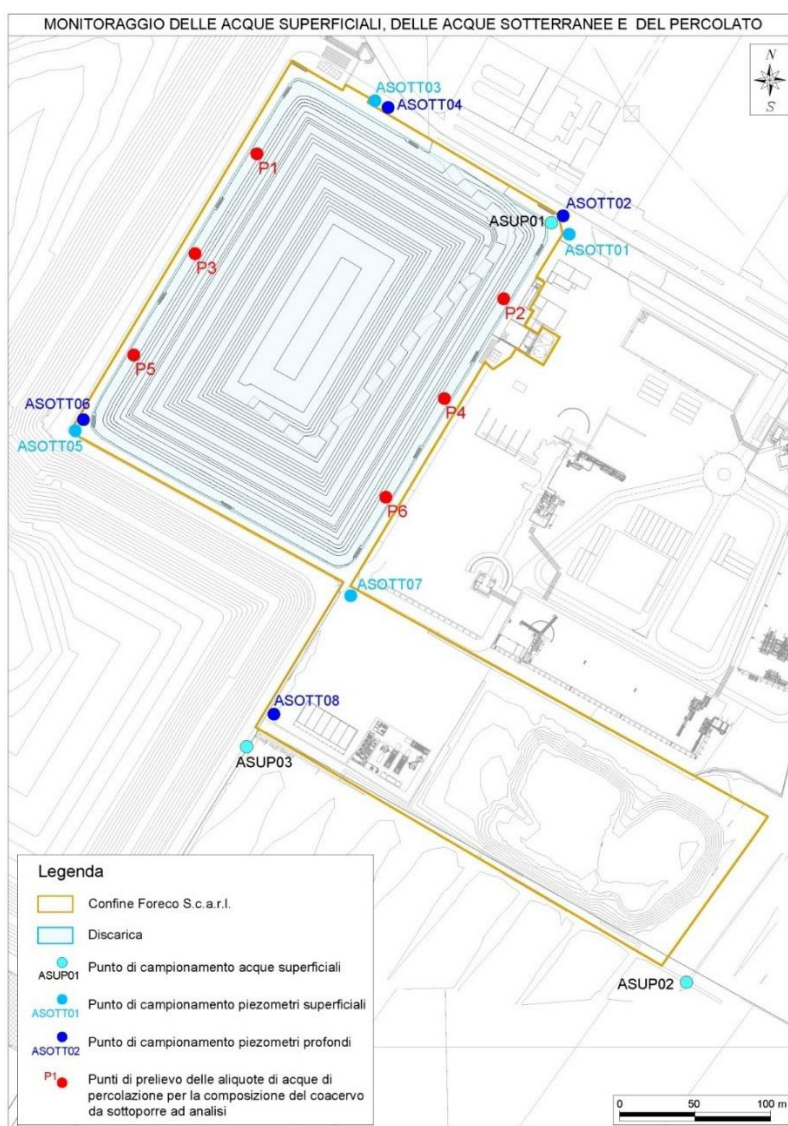 MONITORAGGIO DELLE ACQUE SUPERFICIALI, DELLE ACQUE SOTTERRANEE E DEL PERCOLATO
N
S
ASOTT03
ASOTT04
P1
ASOTT02
ASUP01
ASOTT01
P3
P2
P5
P4
ASOTT06
ASOTT05
P6
ASOTT07
ASOTT08
ASUP03
ASUP02
Legenda
Confine Foreco S.c.a.r.l.
Discarica
ASUP01 Punto di campionamento acque superficiali
ASOTT01 Punto di campionamento piezometri superficiali
ASOTT02 Punto di campionamento piezometri profondi
P1 Punti di prelievo delle aliquote di acque di
percolazione per la composizione del coacervo
da sottoporre ad analisi
0 50 100 m